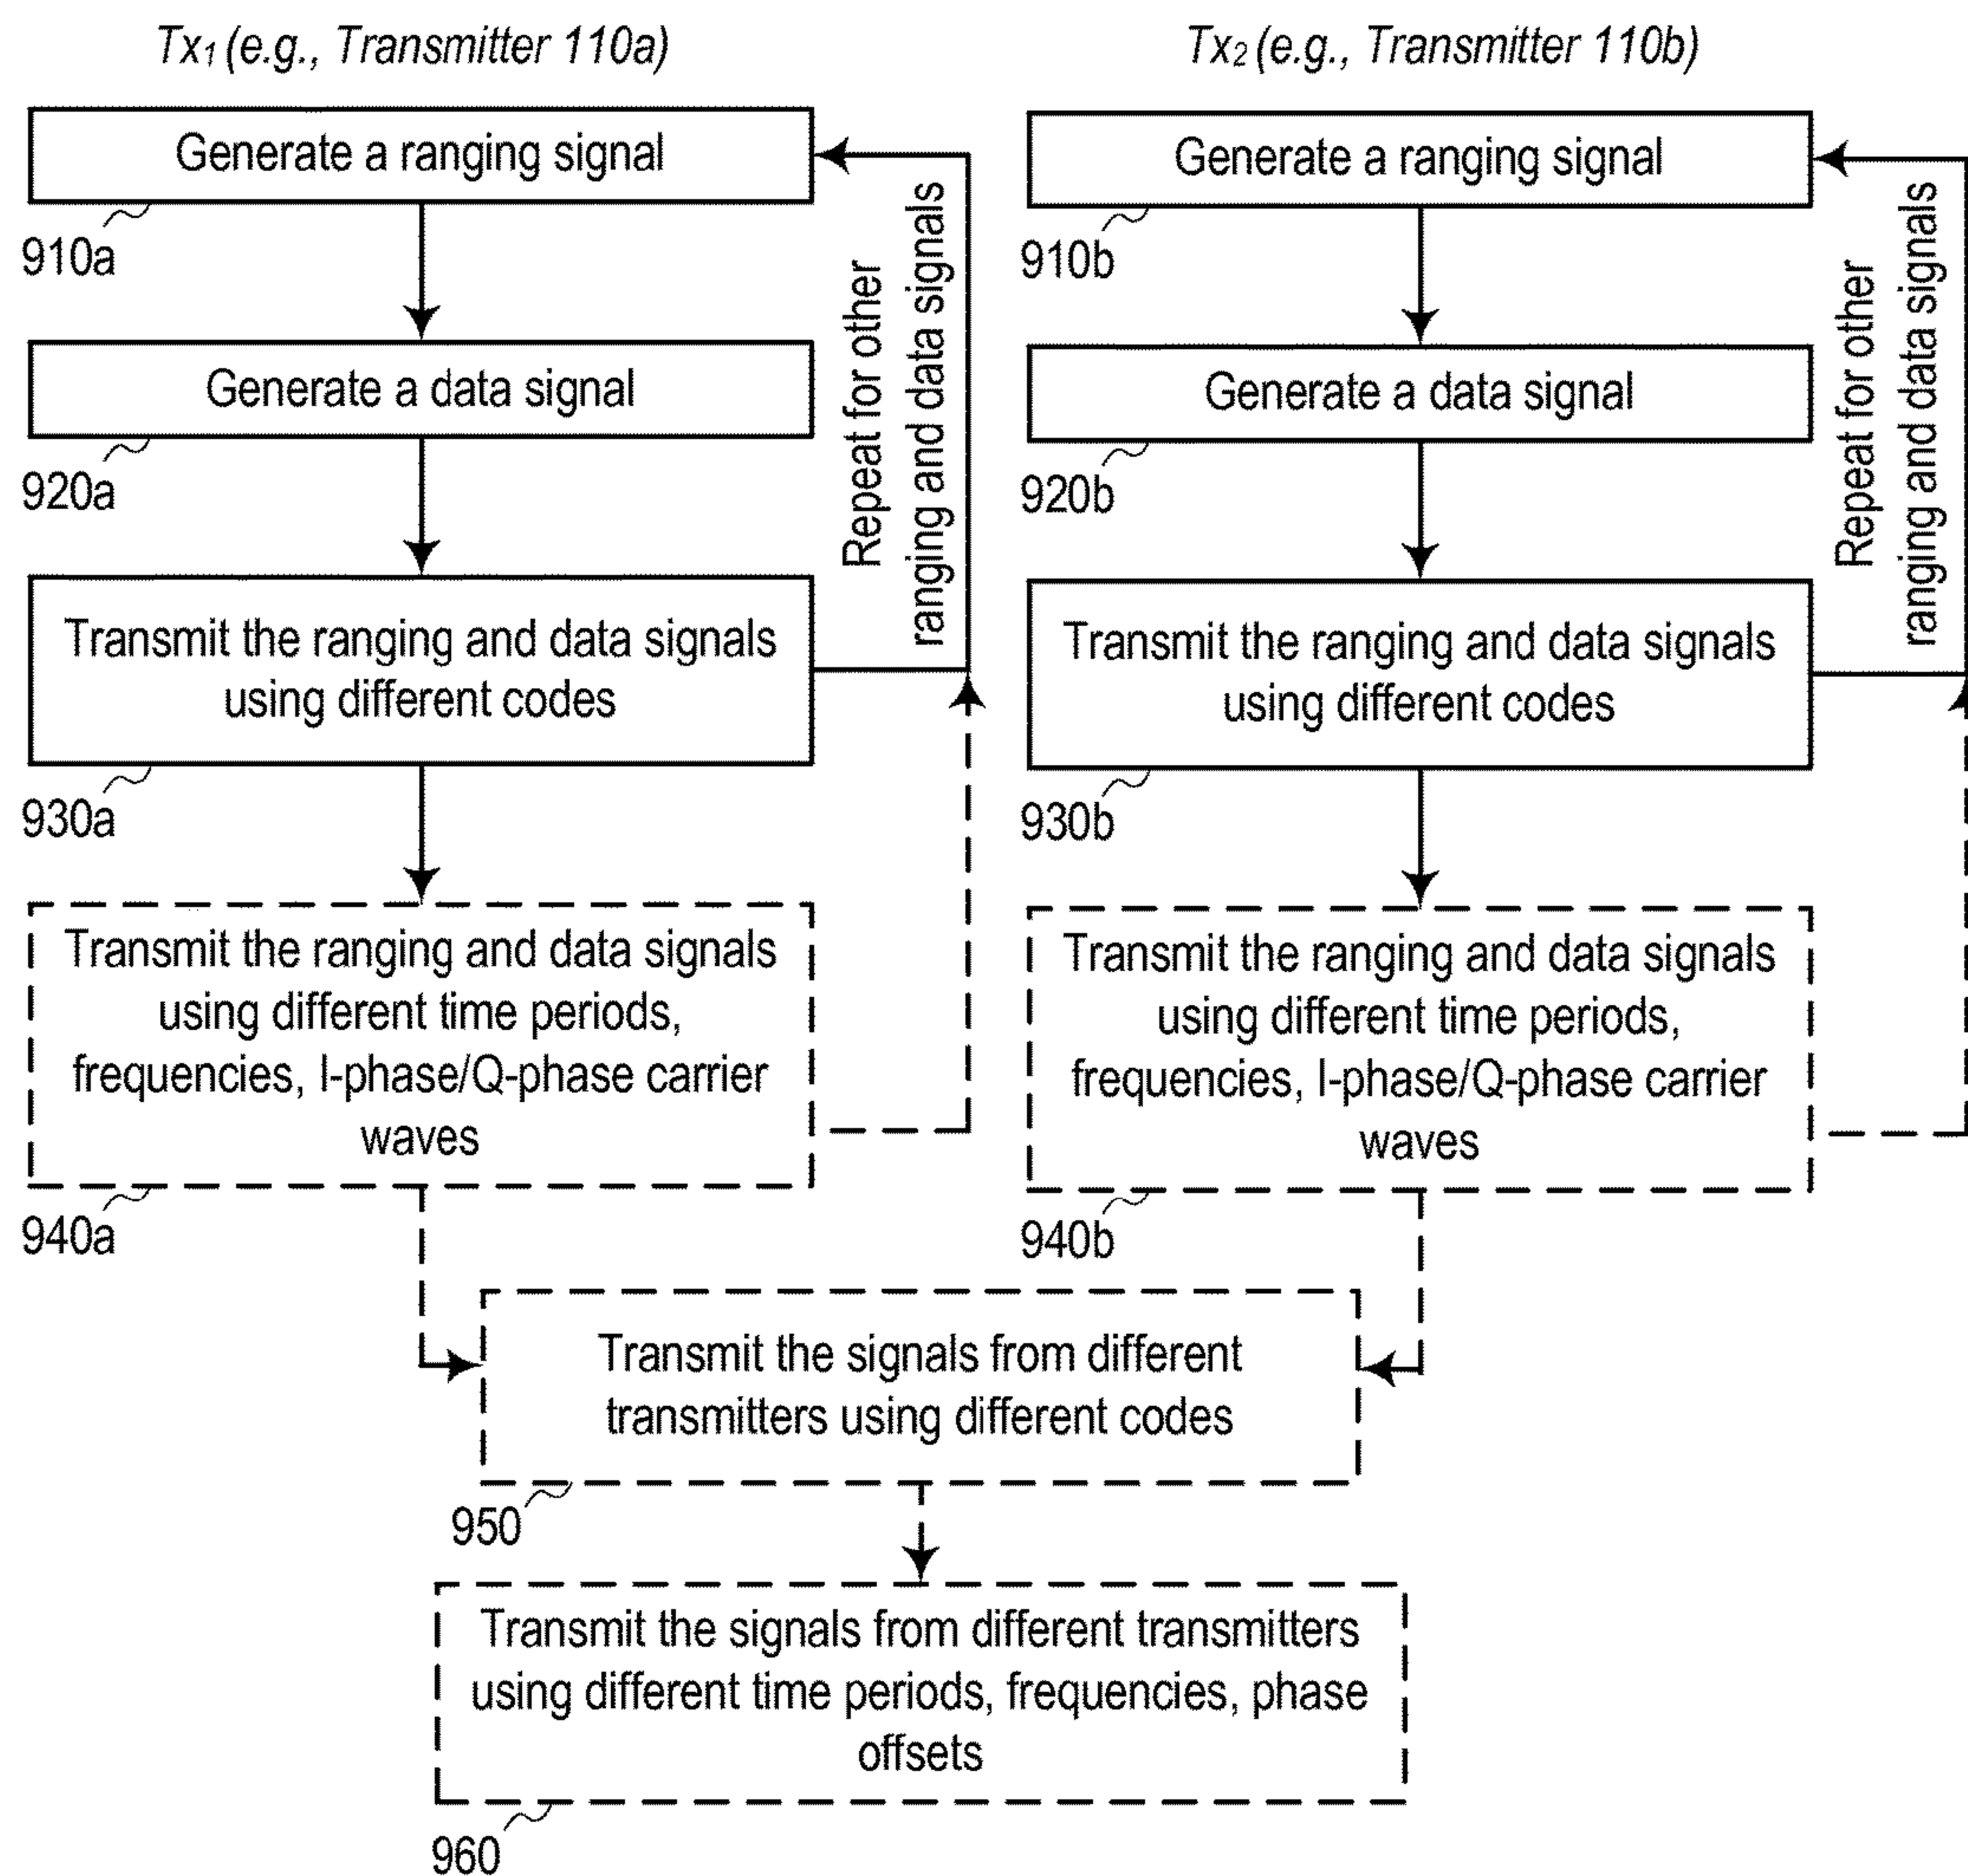 Tx1 (e.g., Transmitter 110a)
Generate a ranging signal
910a
Generate a data signal
920a
Transmit the ranging and data signals
using different codes
930a
Repeat for other
ranging and data signals
Transmit the ranging and data signals
using different time periods,
frequencies, I-phase/Q-phase carrier
waves
940a
Tx2 (e.g., Transmitter 110b)
Generate a ranging signal
910b
Generate a data signal
920b
Transmit the ranging and data signals
using different codes
930b
Repeat for other
ranging and data signals
Transmit the ranging and data signals
using different time periods,
frequencies, I-phase/Q-phase carrier
waves
940b
Transmit the signals from different
transmitters using different codes
950
Transmit the signals from different transmitters
using different time periods, frequencies, phase
offsets
960